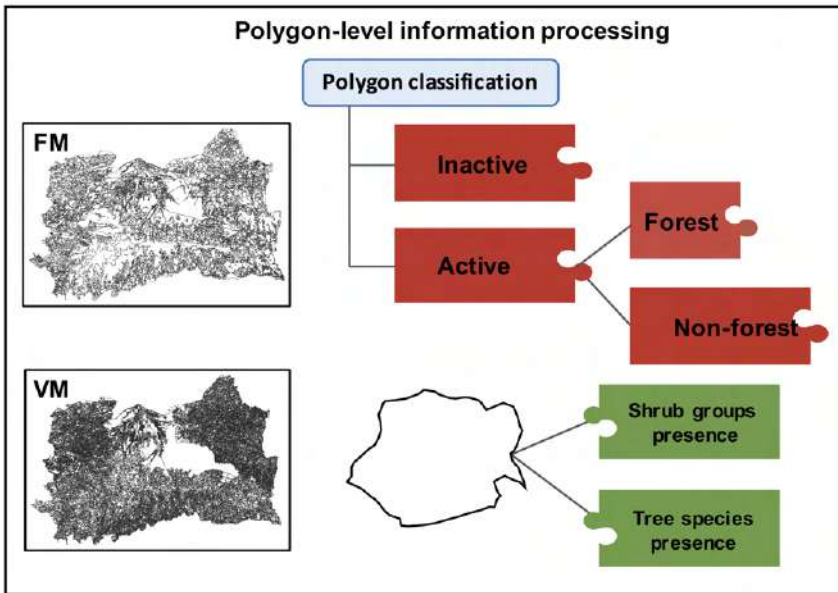 Polygon-level information processing
Polygon classification
FM
Inactive
Forest
Active
Non-forest
VM
Shrub groups
presence
Tree species
presence